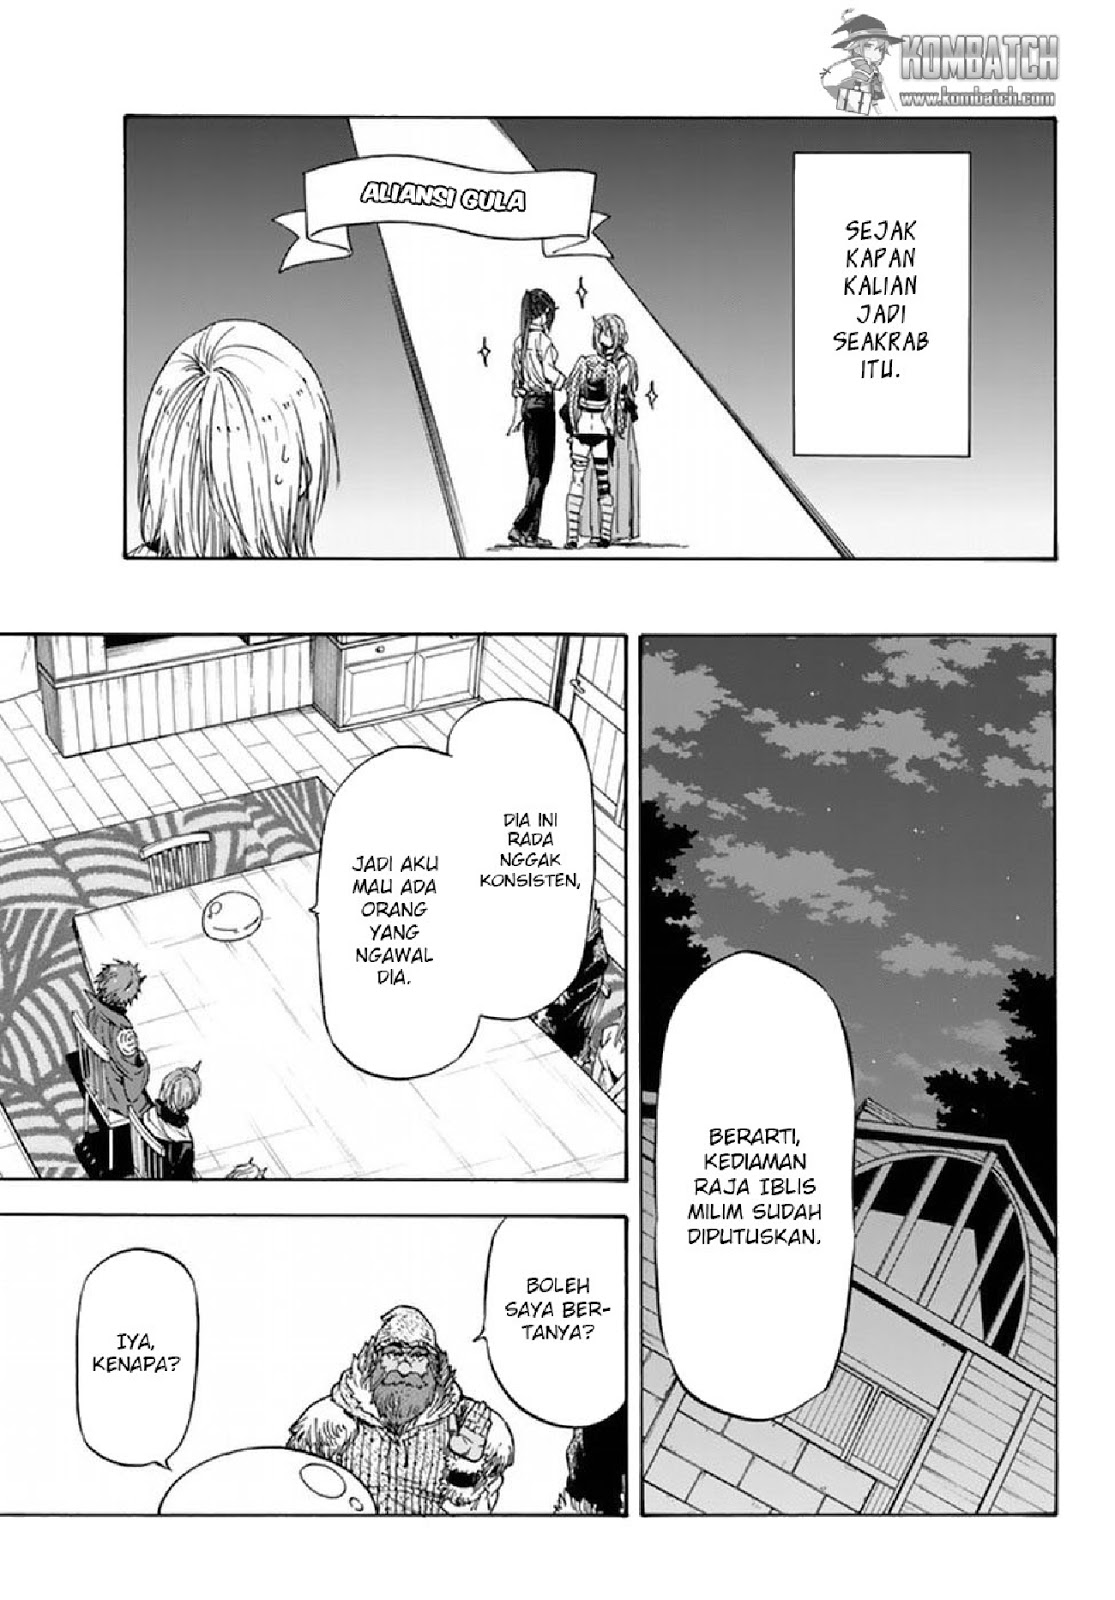 KOMBATCH
www.kombatch.com
ALIANSI GULA
SEJAK
KAPAN
KALIAN
JADI
SEAKRAB
ITU.
BERARTI,
KEDIAMAN
RAJA IBLIS
MILIM SUDAH
DIPUTUSKAN.
DIA INI
RADA
NGGAK
KONSISTEN,
JADI AKU
MAU ADA
ORANG
YANG
NGAWAL
DIA.
BOLEH
SAYA BER-
TANYA?
IYA,
KENAPA?